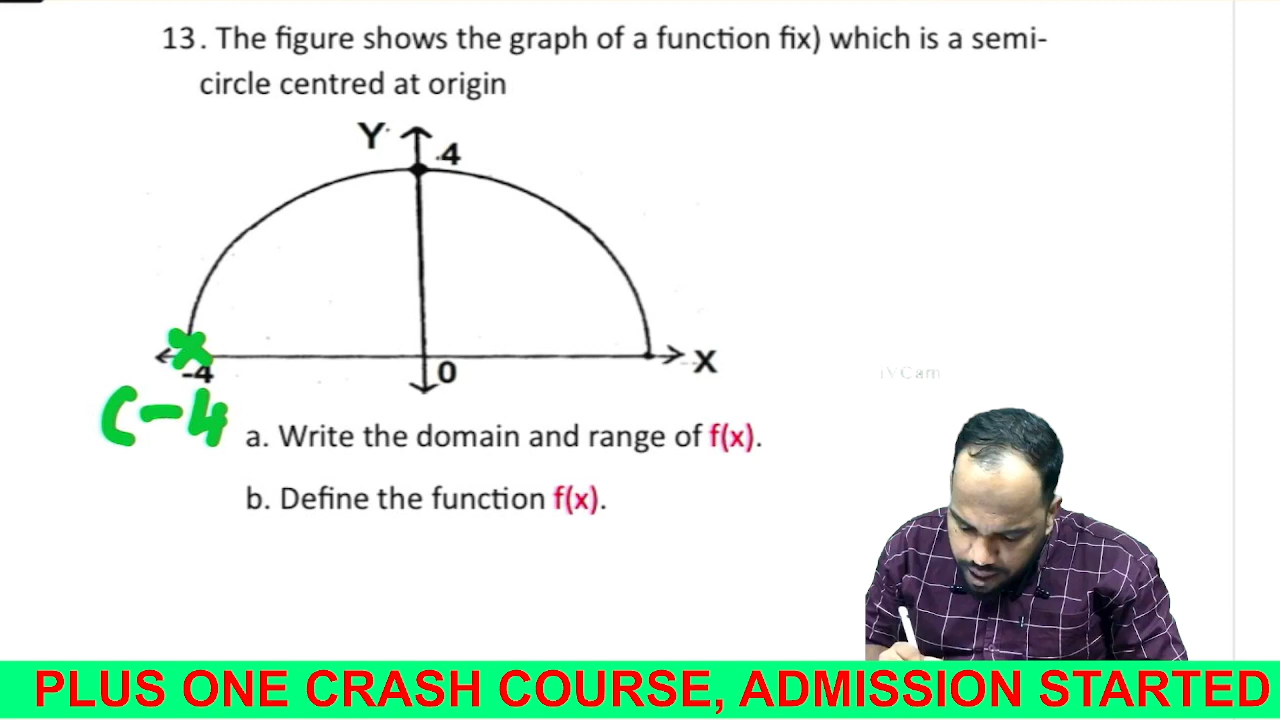 13. The figure shows the graph of a function fix) which is a semi-
circle centred at origin
Y
4
-4
0
X
(-4
iVCam
a. Write the domain and range of f(x).
b. Define the function f(x).
PLUS ONE CRASH COURSE, ADMISSION STARTED